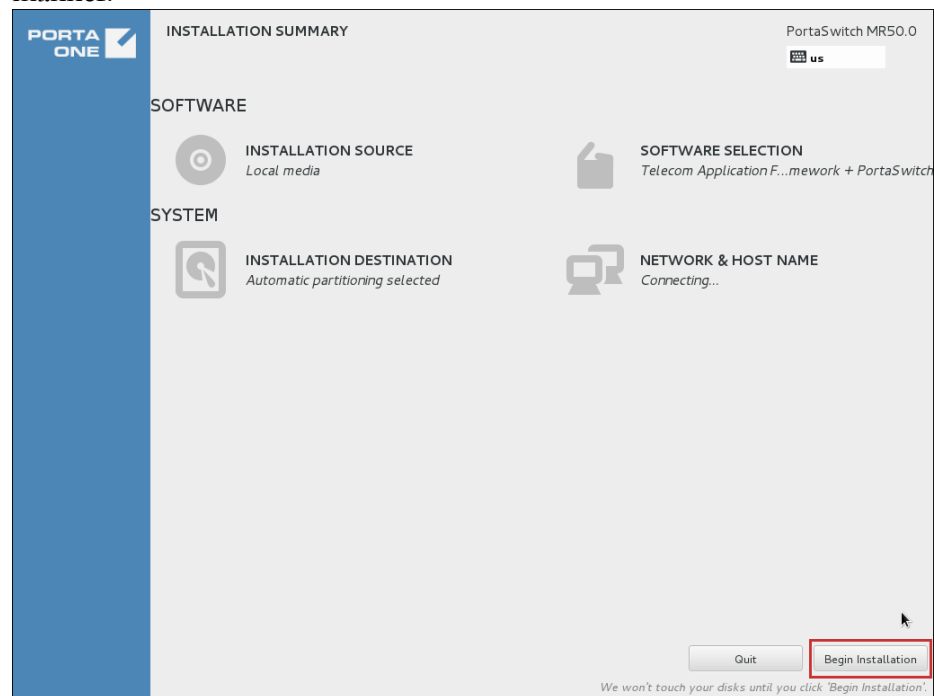 PORTA
ONE
INSTALLATION SUMMARY
PortaSwitch MR50.0
us
SOFTWARE
INSTALLATION SOURCE
Local media
SOFTWARE SELECTION
Telecom Application F...mework + PortaSwitch
SYSTEM
INSTALLATION DESTINATION
Automatic partitioning selected
NETWORK & HOST NAME
Connecting...
Quit
Begin Installation
We won't touch your disks until you click 'Begin Installation'.